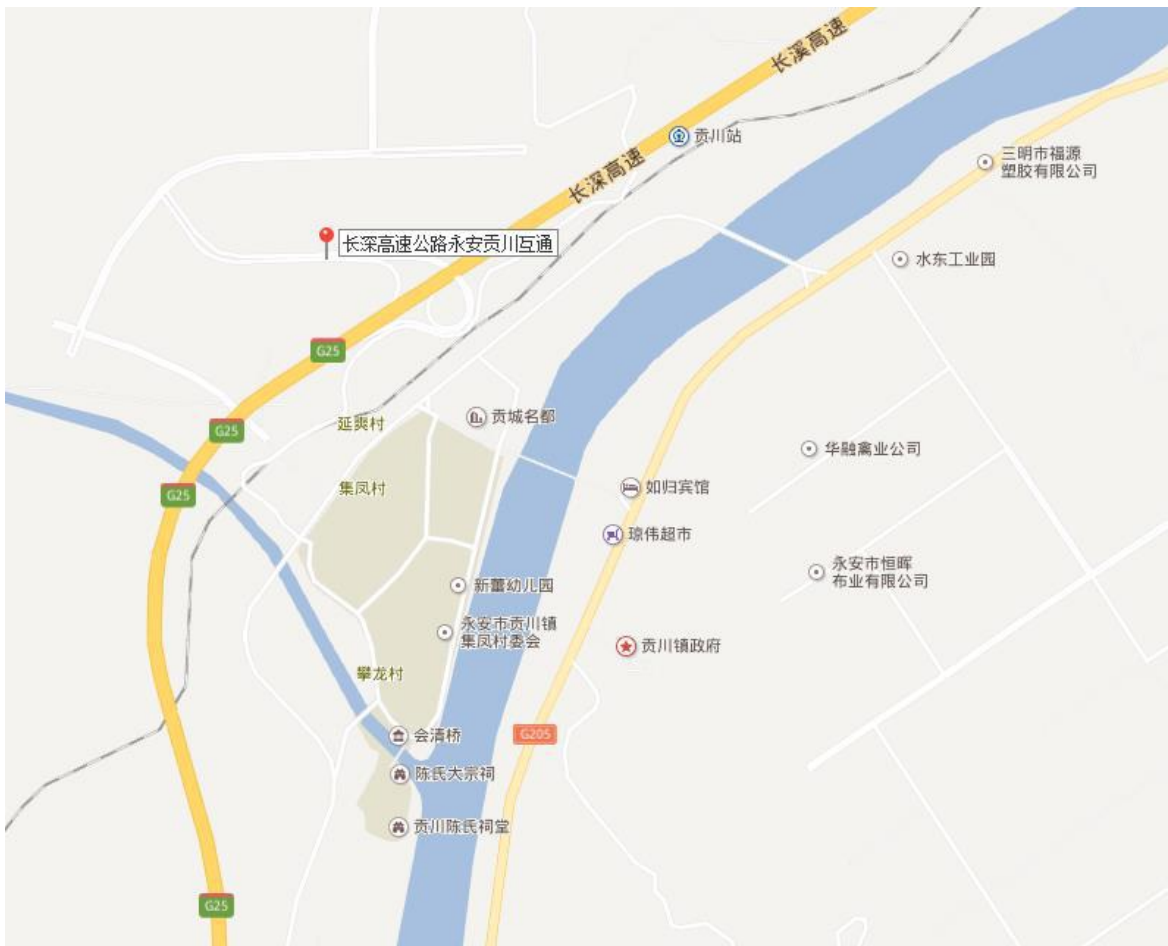 长溪高速
贡川站
三明市福源
塑胶有限公司
长深高速
长深高速公路永安贡川互通
水东工业园
G25
贡城名都
延爽村
G25
华融禽业公司
集凤村
如归宾馆
G25
琼伟超市
永安市恒晖
布业有限公司
新蕾幼儿园
永安市贡川镇
集凤村委会
贡川镇政府
攀龙村
会清桥
G205
陈氏大宗祠
贡川陈氏祠堂
G25